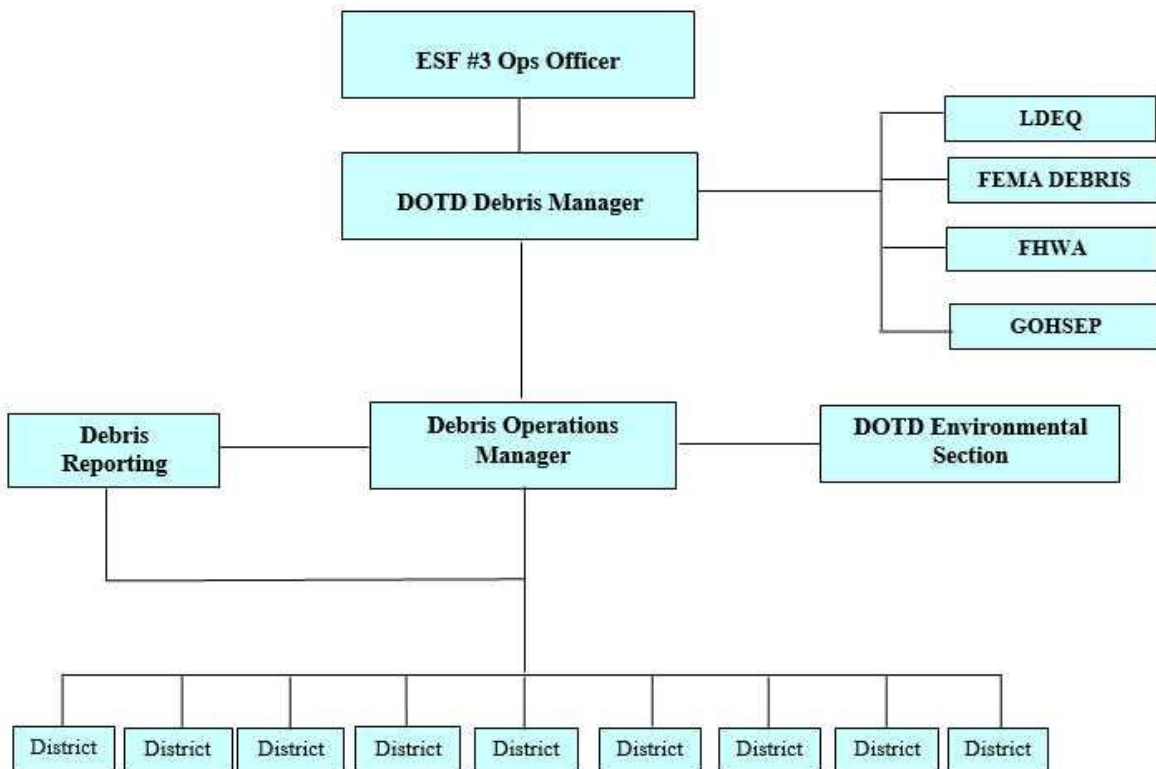 ESF #3 Ops Officer
LDEQ
DOTD Debris Manager
FEMA DEBRIS
FHWA
GOHSEP
Debris
Reporting
Debris Operations
Manager
DOTD Environmental
Section
District
District
District
District
District
District
District
District
District